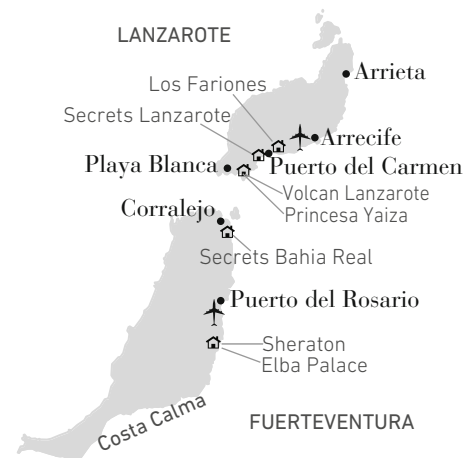 LANZAROTE
Arrieta
Los Fariones
Secrets Lanzarote
Arrecife
Playa Blanca
Puerto del Carmen
Volcan Lanzarote
Princesa Yaiza
Corralejo
Secrets Bahia Real
Puerto del Rosario
Sheraton
Elba Palace
Costa Calma
FUERTEVENTURA